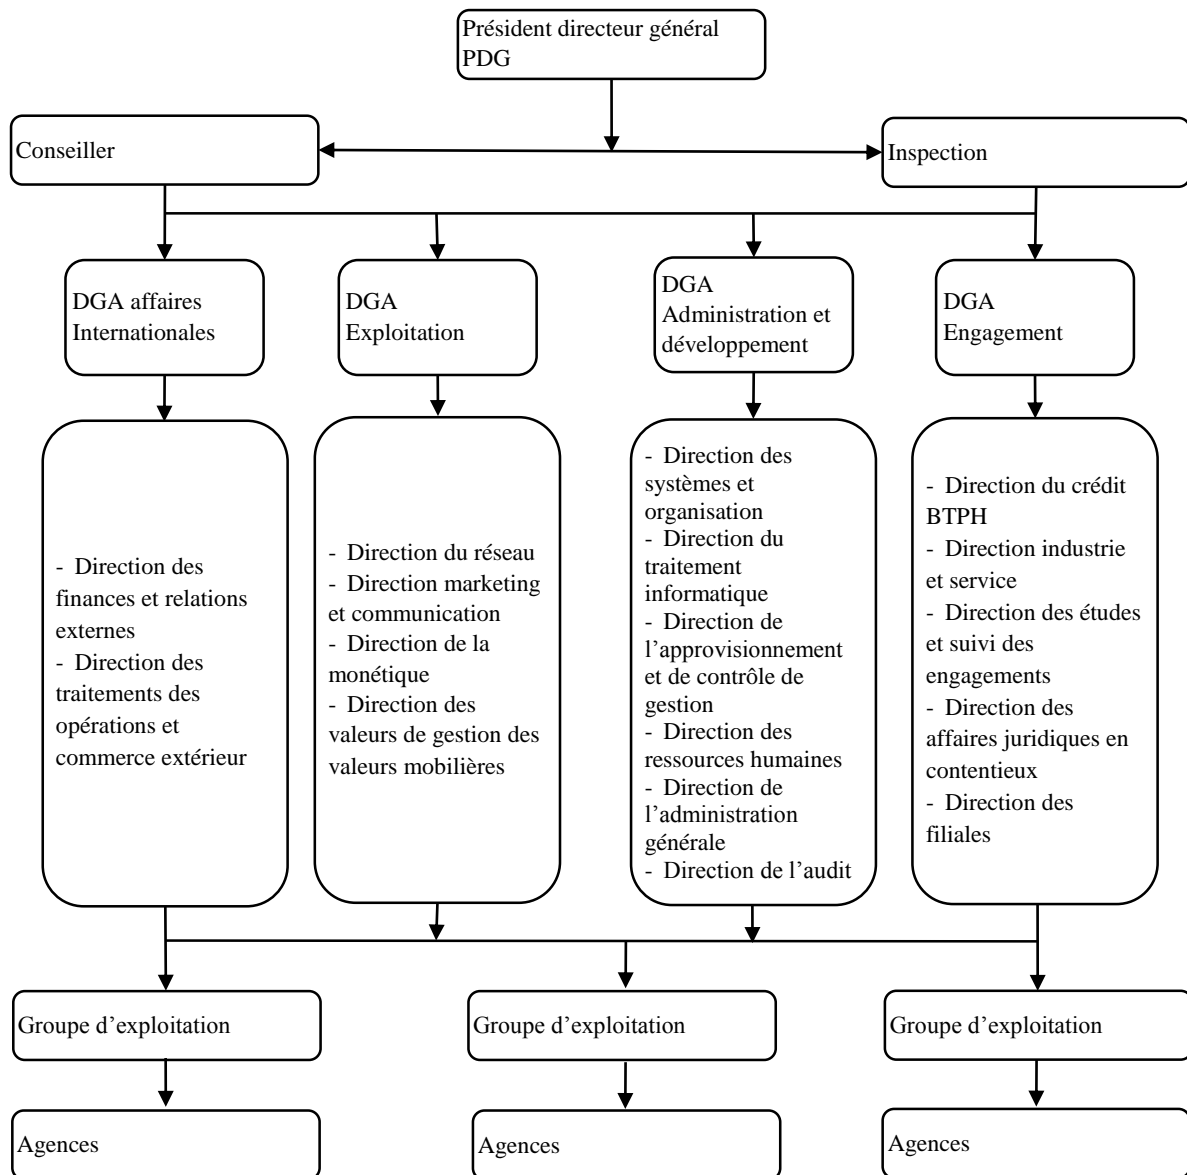 Président directeur général
PDG
Conseiller
Inspection
DGA affaires
Internationales
DGA
Exploitation
DGA
Administration et
développement
DGA
Engagement
- Direction des
finances et relations
externes
- Direction des
traitements des
opérations et
commerce extérieur
- Direction du réseau
- Direction marketing
et communication
- Direction de la
monétique
- Direction des
valeurs de gestion des
valeurs mobilières
- Direction des
systèmes et
organisation
- Direction du
traitement
informatique
- Direction de
l’approvisionnement
et de contrôle de
gestion
- Direction des
ressources humaines
- Direction de
l’administration
générale
- Direction de l’audit
- Direction du crédit
BTPH
- Direction industrie
et service
- Direction des études
et suivi des
engagements
- Direction des
affaires juridiques en
contentieux
- Direction des
filiales
Groupe d’exploitation
Groupe d’exploitation
Groupe d’exploitation
Agences
Agences
Agences